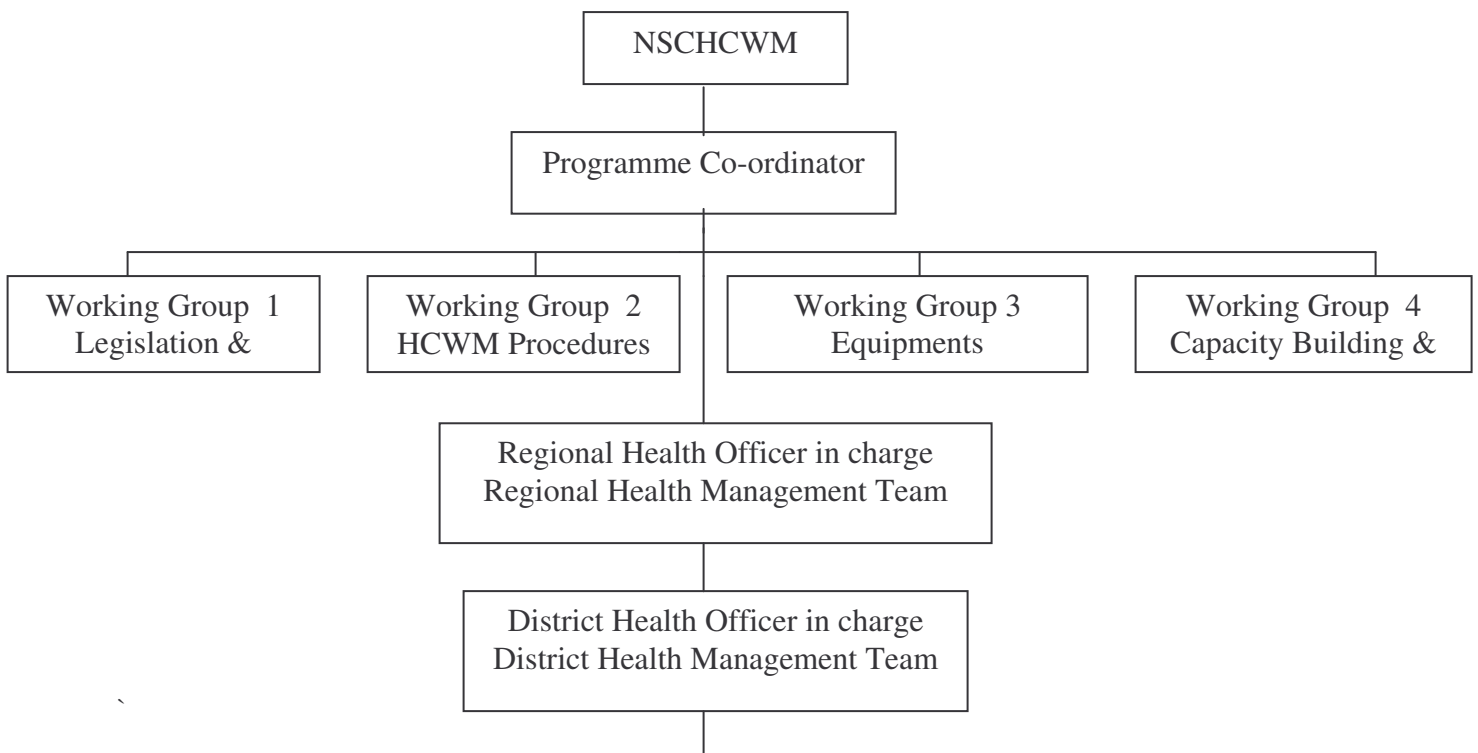 NSCHCWM
Programme Co-ordinator
Working Group 1
Legislation &
Working Group 2
HCWM Procedures
Working Group 3
Equipments
Working Group 4
Capacity Building &
Regional Health Officer in charge
Regional Health Management Team
District Health Officer in charge
District Health Management Team
`